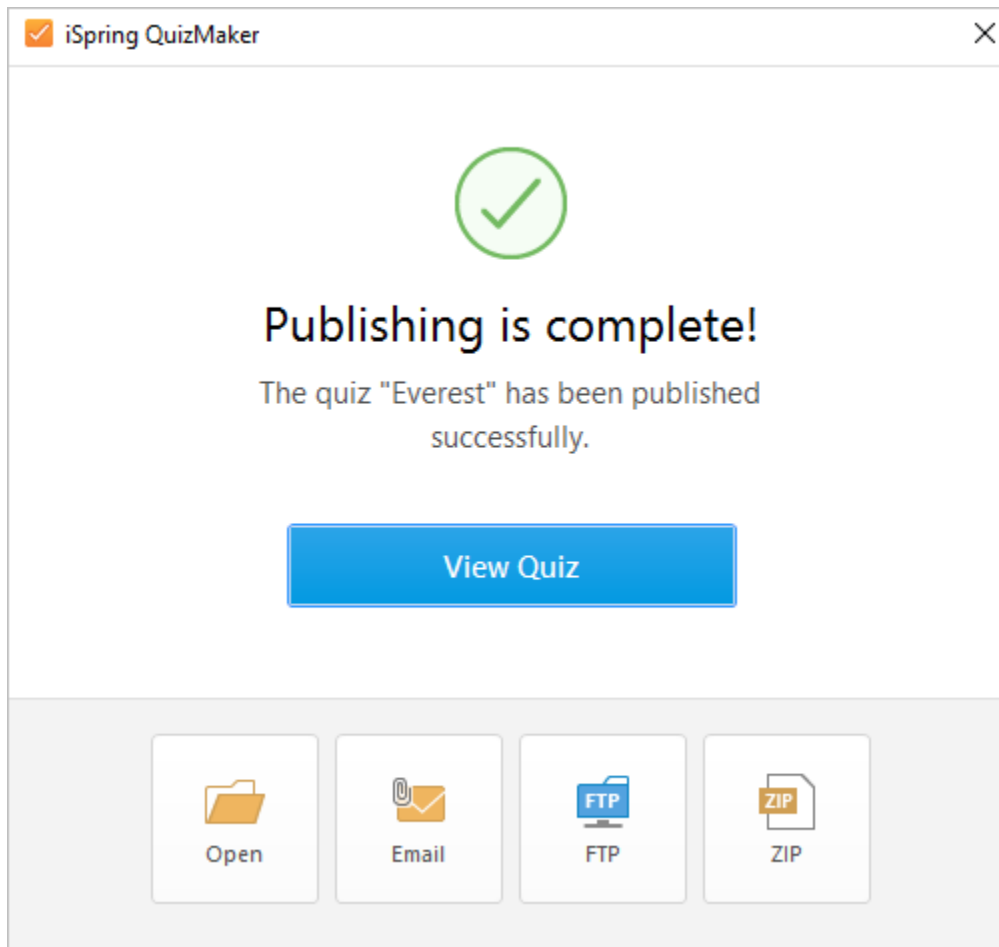 iSpring QuizMaker
Publishing is complete!
The quiz "Everest" has been published
successfully.
View Quiz
FTP
ZIP
Open
Email
FTP
ZIP